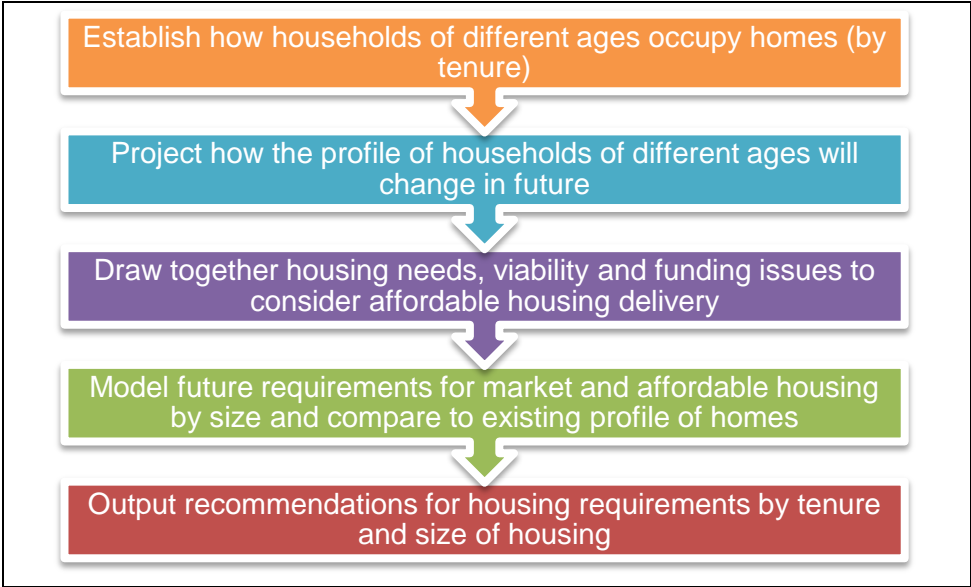 Establish how households of different ages occupy homes (by
tenure)
Project how the profile of households of different ages will
change in future
Draw together housing needs, viability and funding issues to
consider affordable housing delivery
Model future requirements for market and affordable housing
by size and compare to existing profile of homes
Output recommendations for housing requirements by tenure
and size of housing